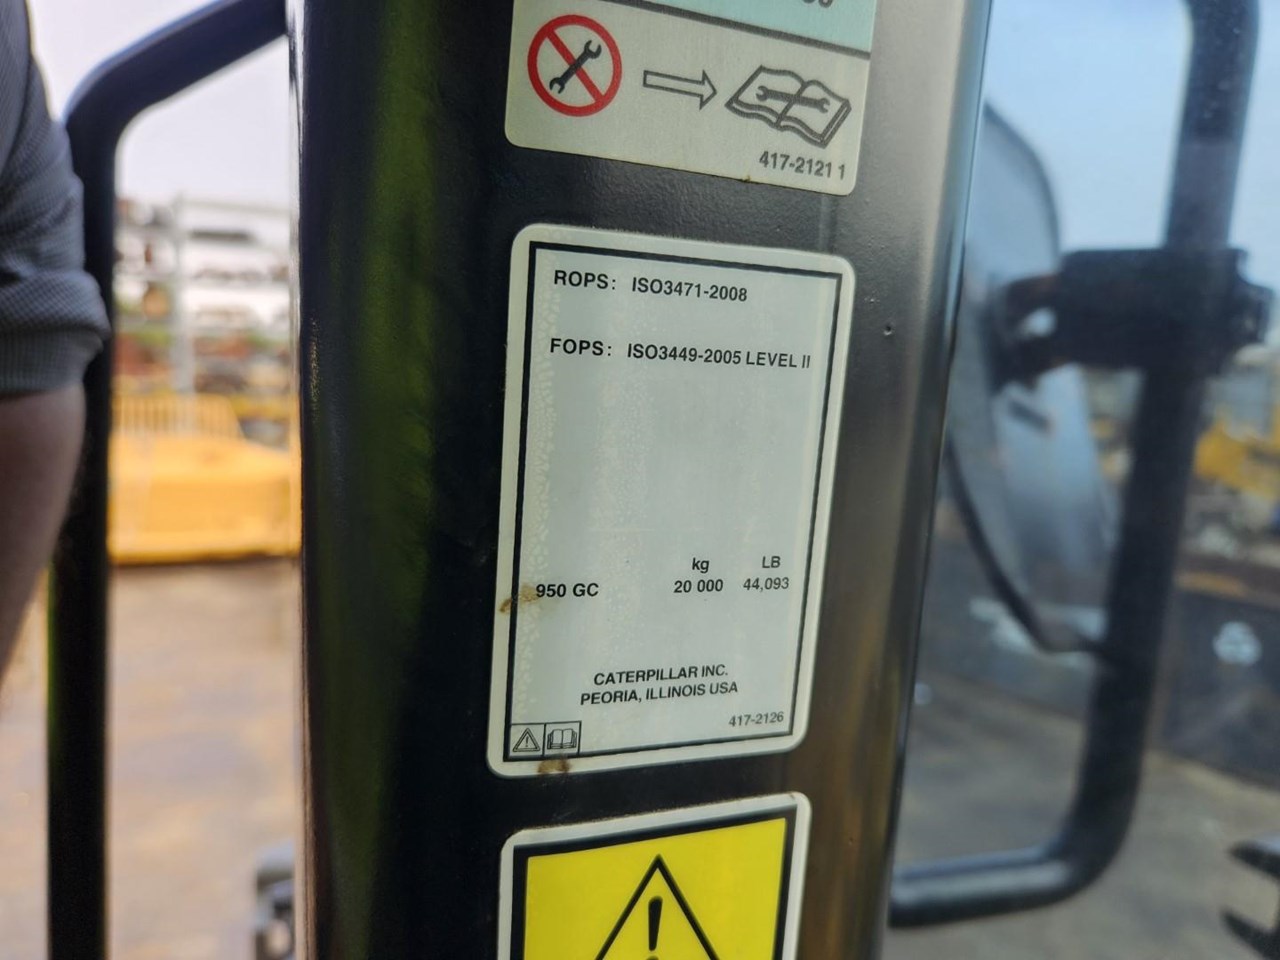 417-2121 1
ROPS: ISO3471-2008
FOPS: ISO3449-2005 LEVEL II
kg LB
950 GC 20 000 44,093
CATERPILLAR INC.
PEORIA, ILLINOIS USA
417-2126